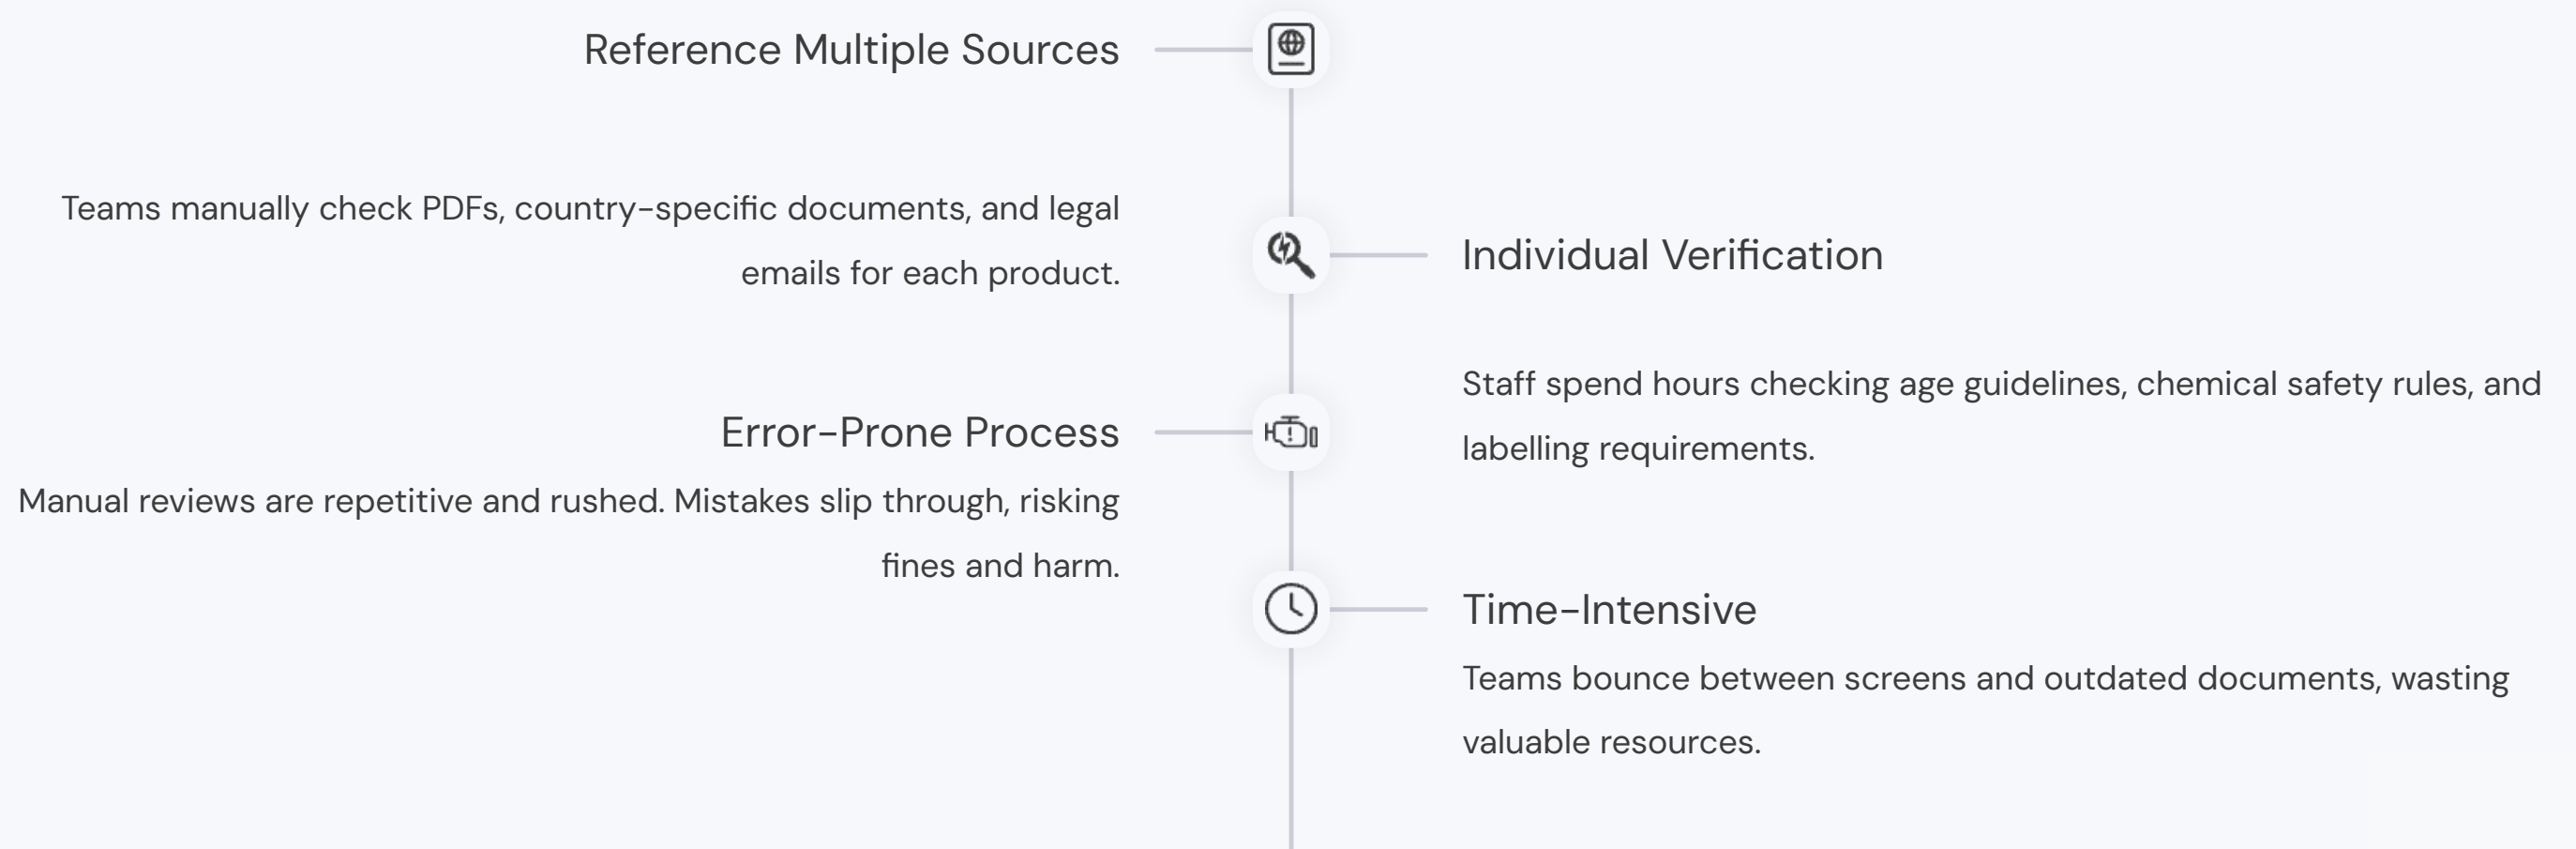 Reference Multiple Sources
Teams manually check PDFs, country-specific documents, and legal
emails for each product.
Individual Verification
Staff spend hours checking age guidelines, chemical safety rules, and
labelling requirements.
Error-Prone Process
Manual reviews are repetitive and rushed. Mistakes slip through, risking
fines and harm.
Time-Intensive
Teams bounce between screens and outdated documents, wasting
valuable resources.